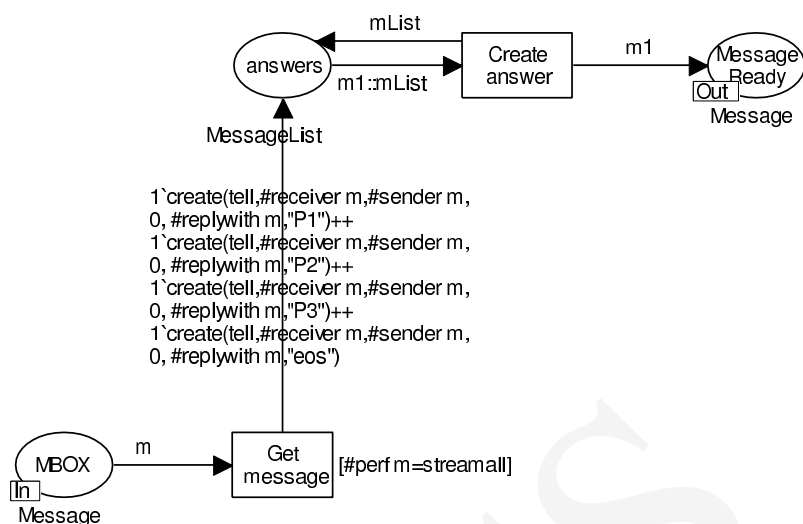 mList
answers
Create
answer
m1
Message
Ready
Out
Message
m1::mList
MessageList
1`create(tell,#receiver m,#sender m,
0, #replywith m,"P1")++
1`create(tell,#receiver m,#sender m,
0, #replywith m,"P2")++
1`create(tell,#receiver m,#sender m,
0, #replywith m,"P3")++
1`create(tell,#receiver m,#sender m,
0, #replywith m,"eos")
MBOX
In
Message
m
Get
message
[#perf m=streamall]
S